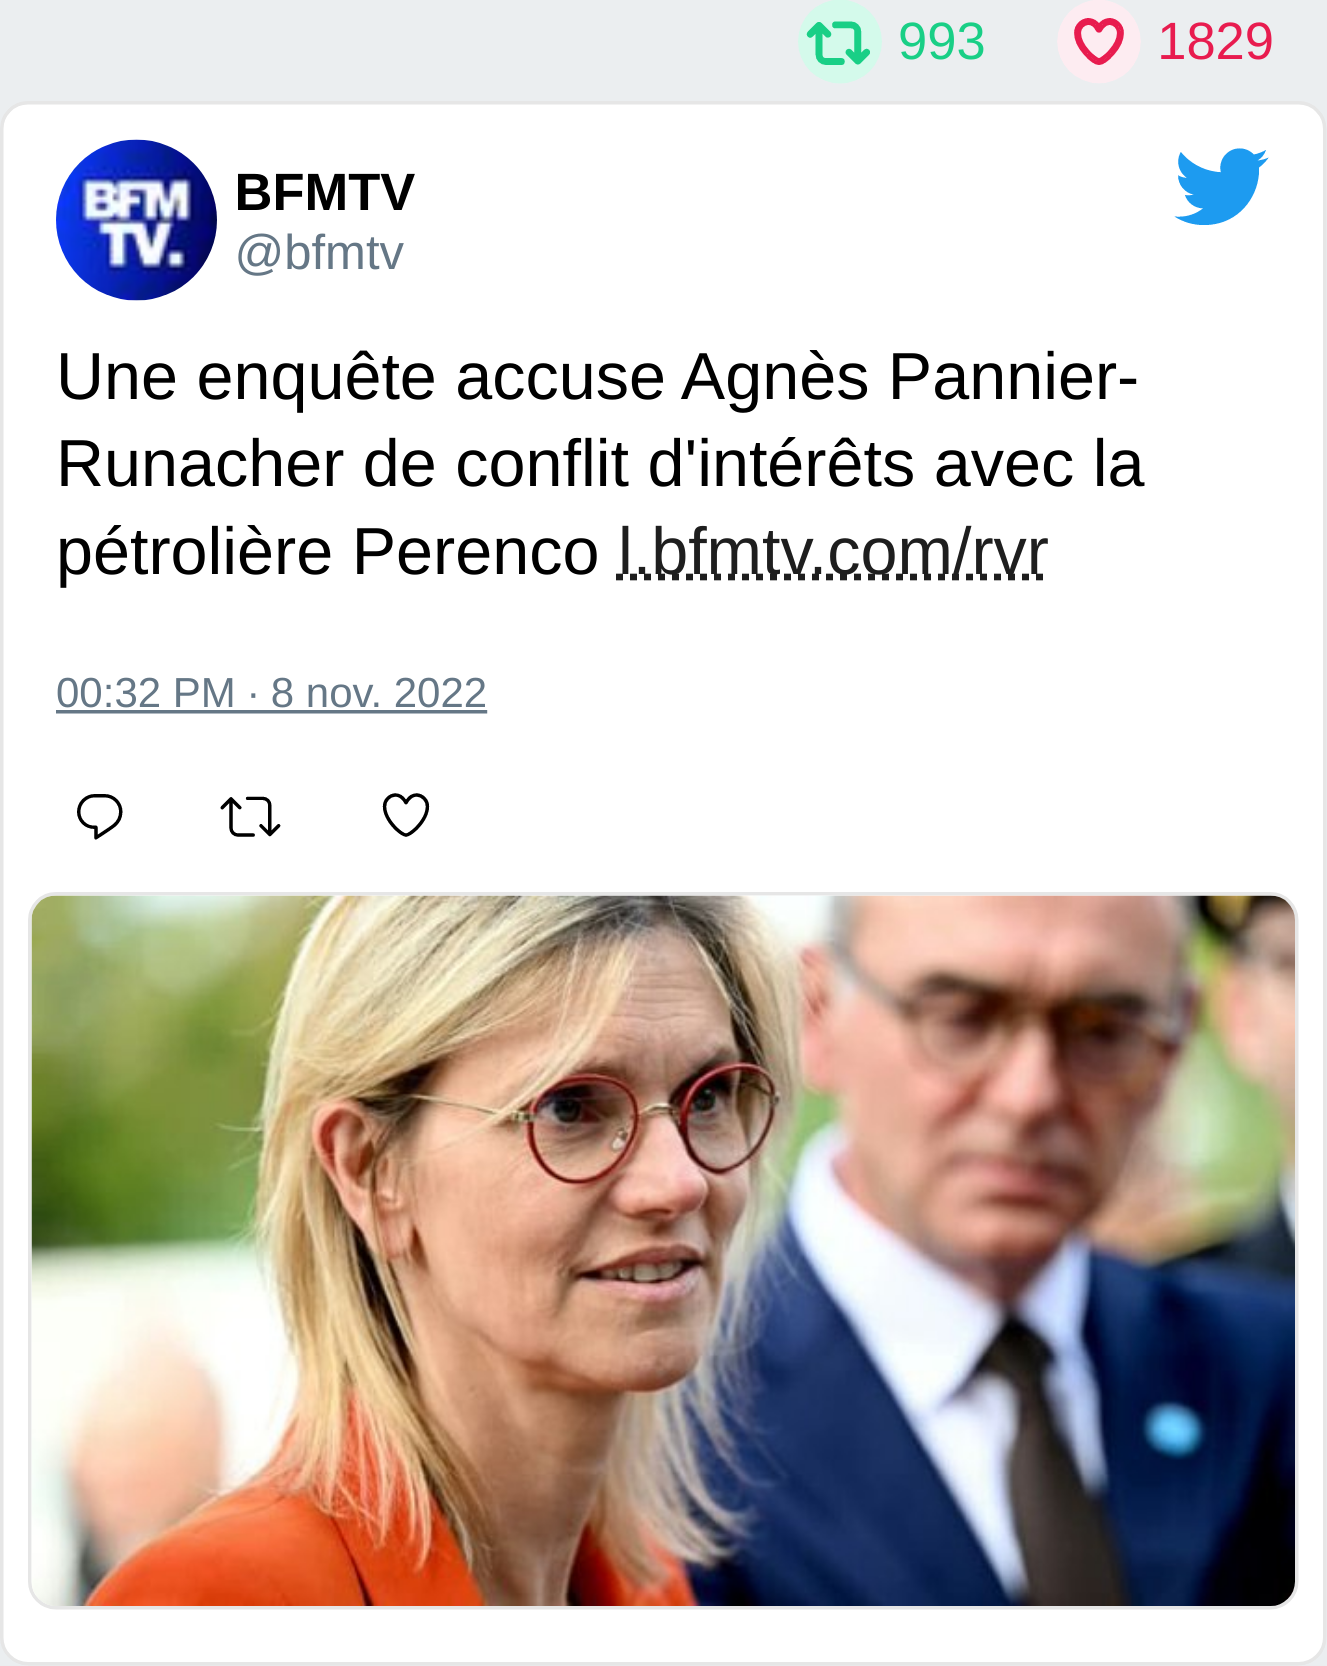 993 1829
BFM
TV.
BFMTV
@bfmtv
Une enquête accuse Agnès Pannier-
Runacher de conflit d'intérêts avec la
pétrolière Perenco l.bfmtv.com/rvr
00:32 PM · 8 nov. 2022